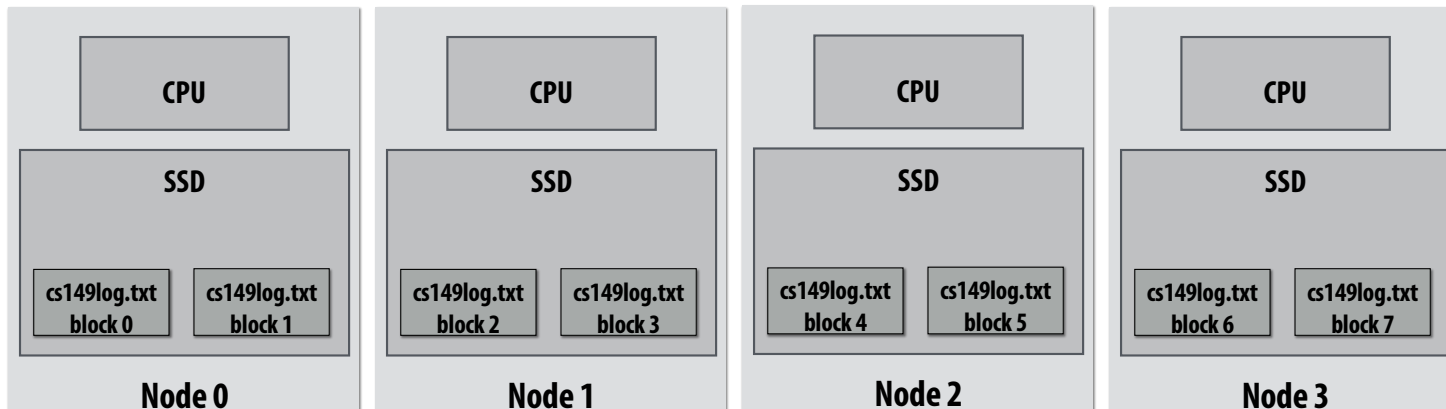 CPU
SSD
cs149log.txt
block 0
cs149log.txt
block 1
Node 0
CPU
SSD
cs149log.txt
block 2
cs149log.txt
block 3
Node 1
CPU
SSD
cs149log.txt
block 4
cs149log.txt
block 5
Node 2
CPU
SSD
cs149log.txt
block 6
cs149log.txt
block 7
Node 3